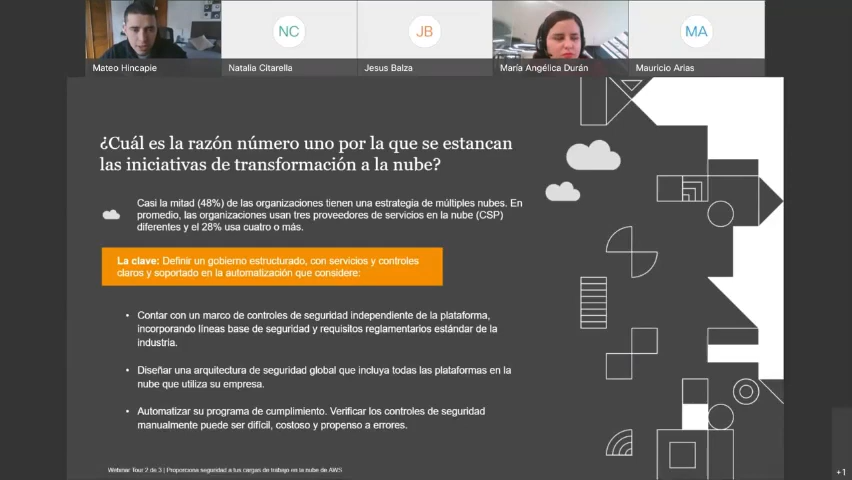 NC
JB
MA
Mateo Hincapie
Natalia Citarella
Jesus Balza
María Angélica Durán
Mauricio Arias
¿Cuál es la razón número uno por la que se estancan
las iniciativas de transformación a la nube?
Casi la mitad (48%) de las organizaciones tienen una estrategia de múltiples nubes. En
promedio, las organizaciones usan tres proveedores de servicios en la nube (CSP)
diferentes y el 28% usa cuatro o más.
La clave: Definir un gobierno estructurado, con servicios y controles
claros y soportado en la automatización que considere:
• Contar con un marco de controles de seguridad independiente de la plataforma,
incorporando líneas base de seguridad y requisitos reglamentarios estándar de la
industria.
• Diseñar una arquitectura de seguridad global que incluya todas las plataformas en la
nube que utiliza su empresa.
• Automatizar su programa de cumplimiento. Verificar los controles de seguridad
manualmente puede ser difícil, costoso y propenso a errores.
Webinar Tour 2 de 3 | Proporciona seguridad a tus cargas de trabajo en la nube de AWS
+1